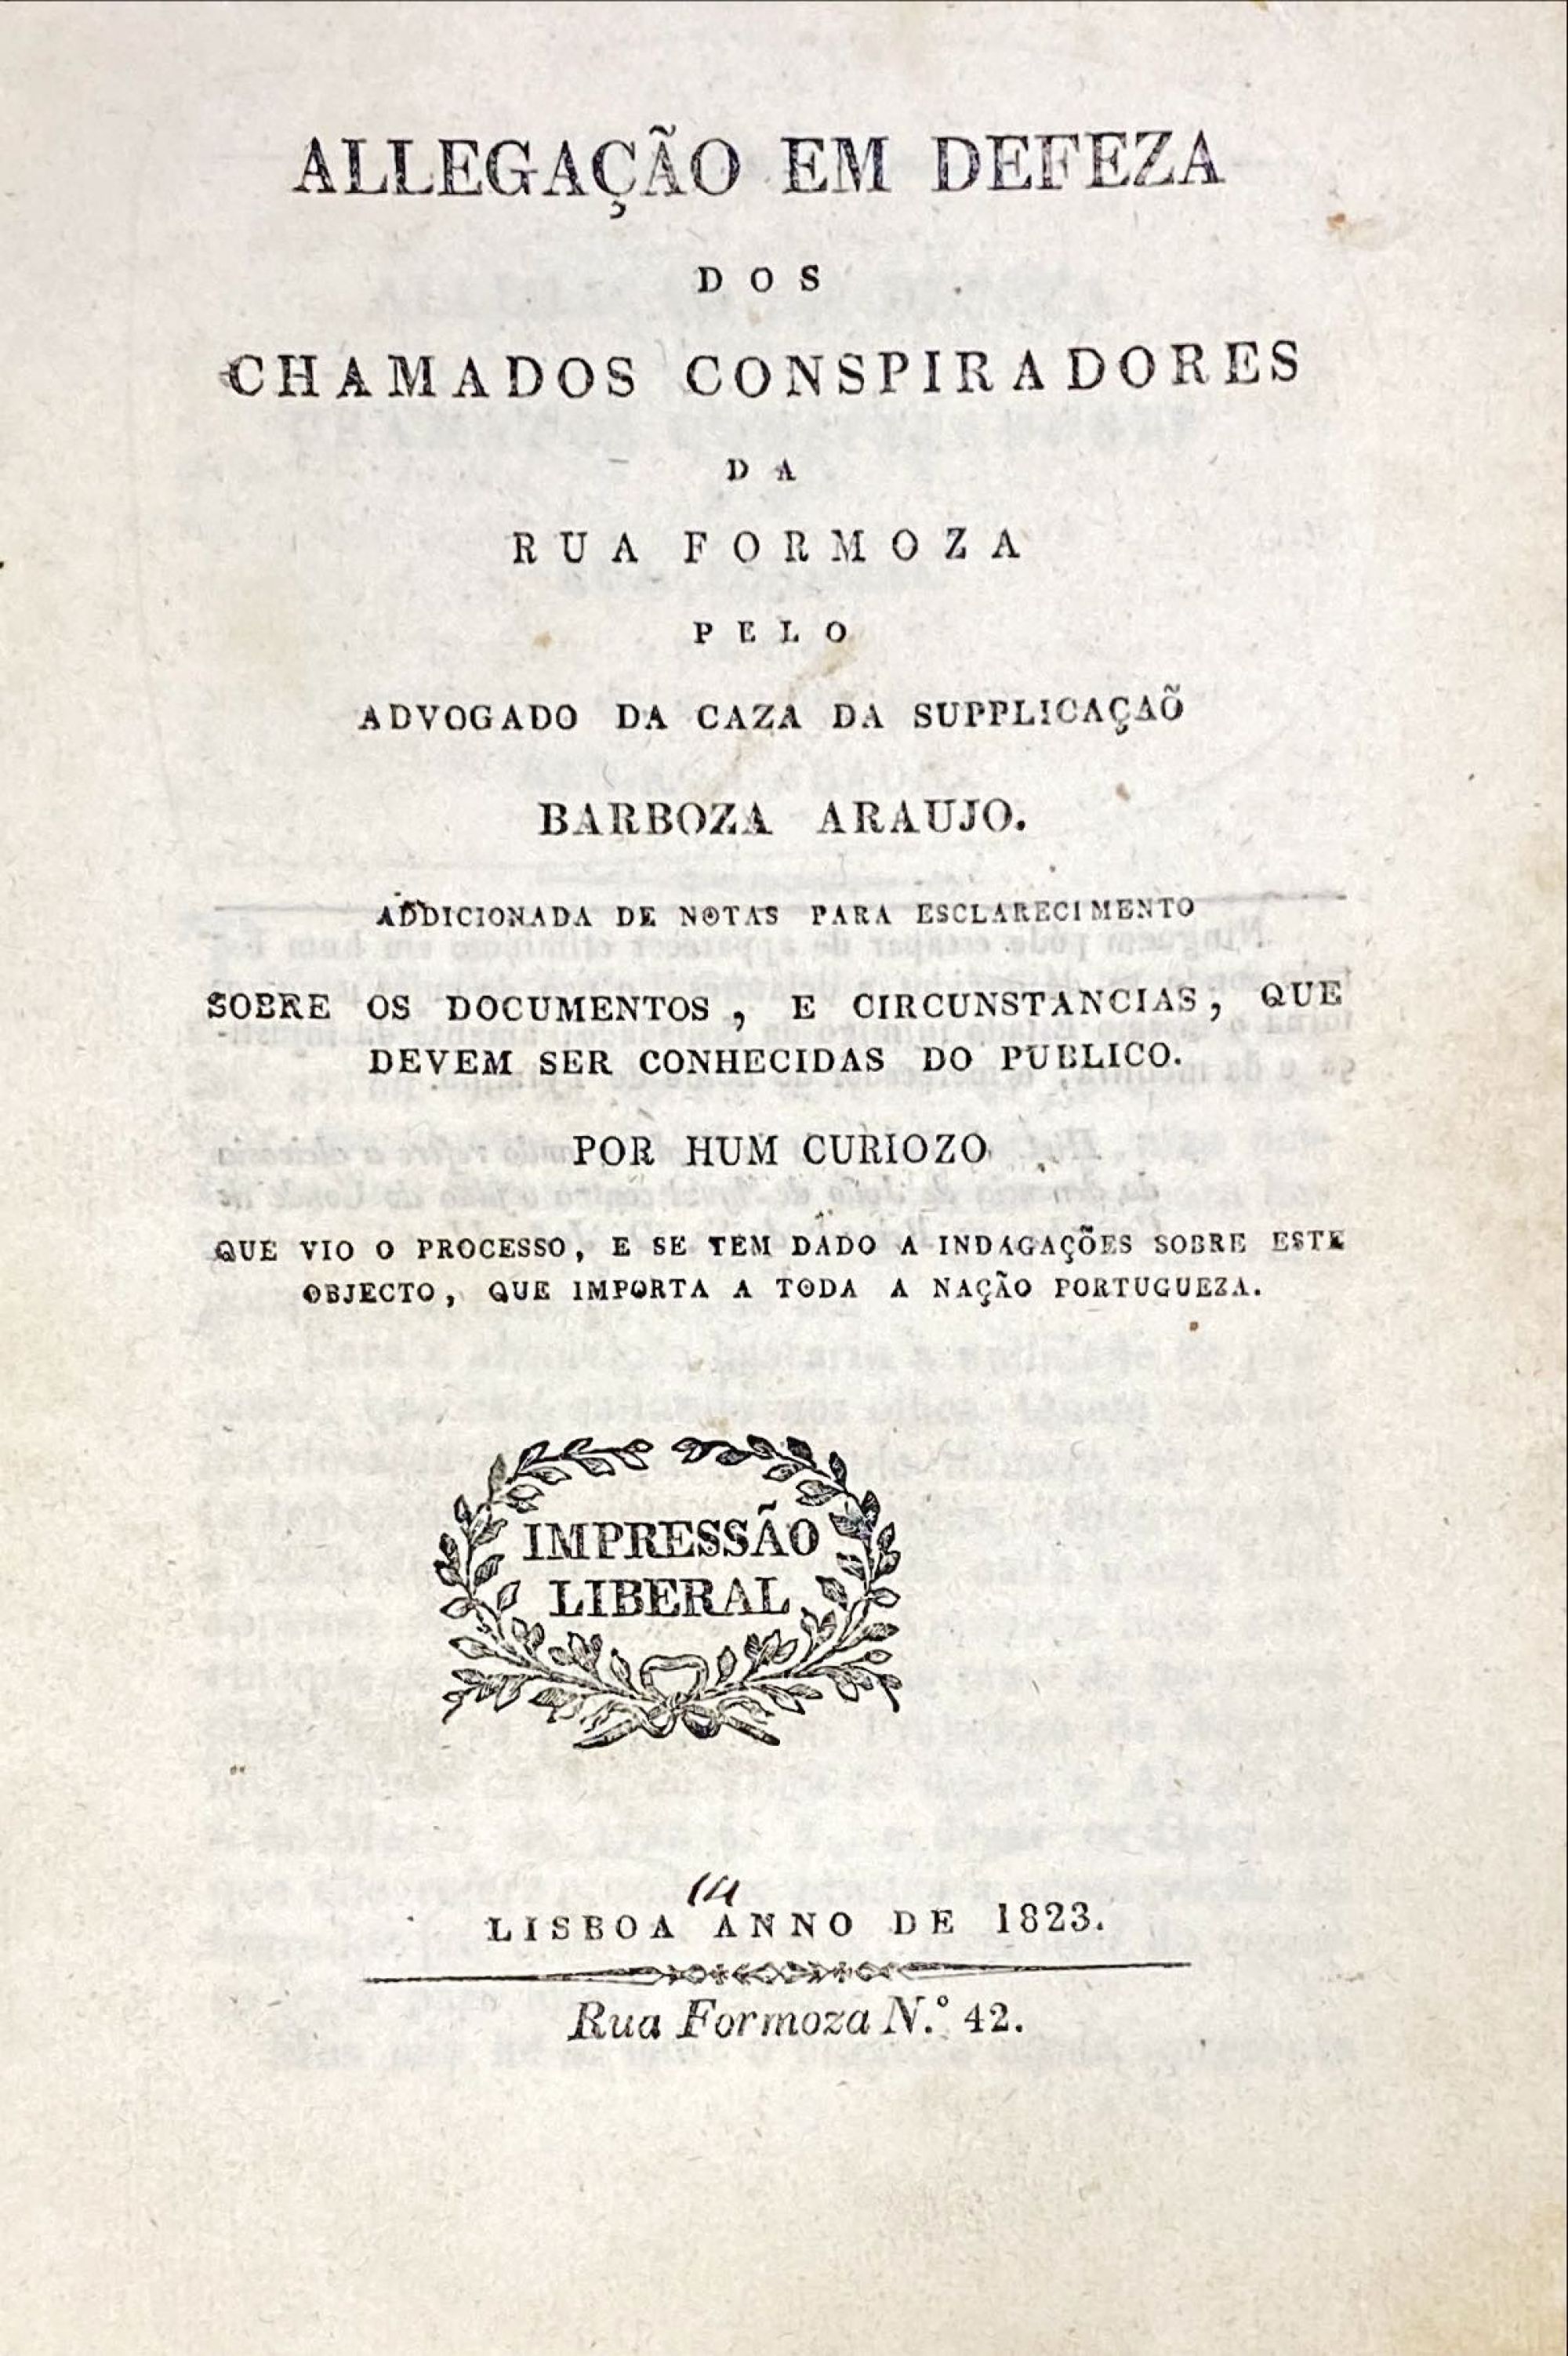 ALLEGAÇÃO EM DEFEZA
DOS
CHAMADOS CONSPIRADORES
DA
RUA FORMOZA
PELO
ADVOGADO DA CAZA DA SUPPLICAÇAÕ
BARBOZA ARAUJO.
ADDICIONADA DE NOTAS PARA ESCLARECIMENTO
SOBRE OS DOCUMENTOS, E CIRCUNSTANCIAS, QUE
DEVEM SER CONHECIDAS DO PUBLICO.
POR HUM CURIOZO
QUE VIO O PROCESSO, E SE TEM DADO A INDAGAÇÕES SOBRE ESTE
OBJECTO, QUE IMPORTA A TODA A NAÇÃO PORTUGUEZA.
IMPRESSÃO
LIBERAL
LISBOA ANNO DE 1823.
Rua Formoza N.º 42.